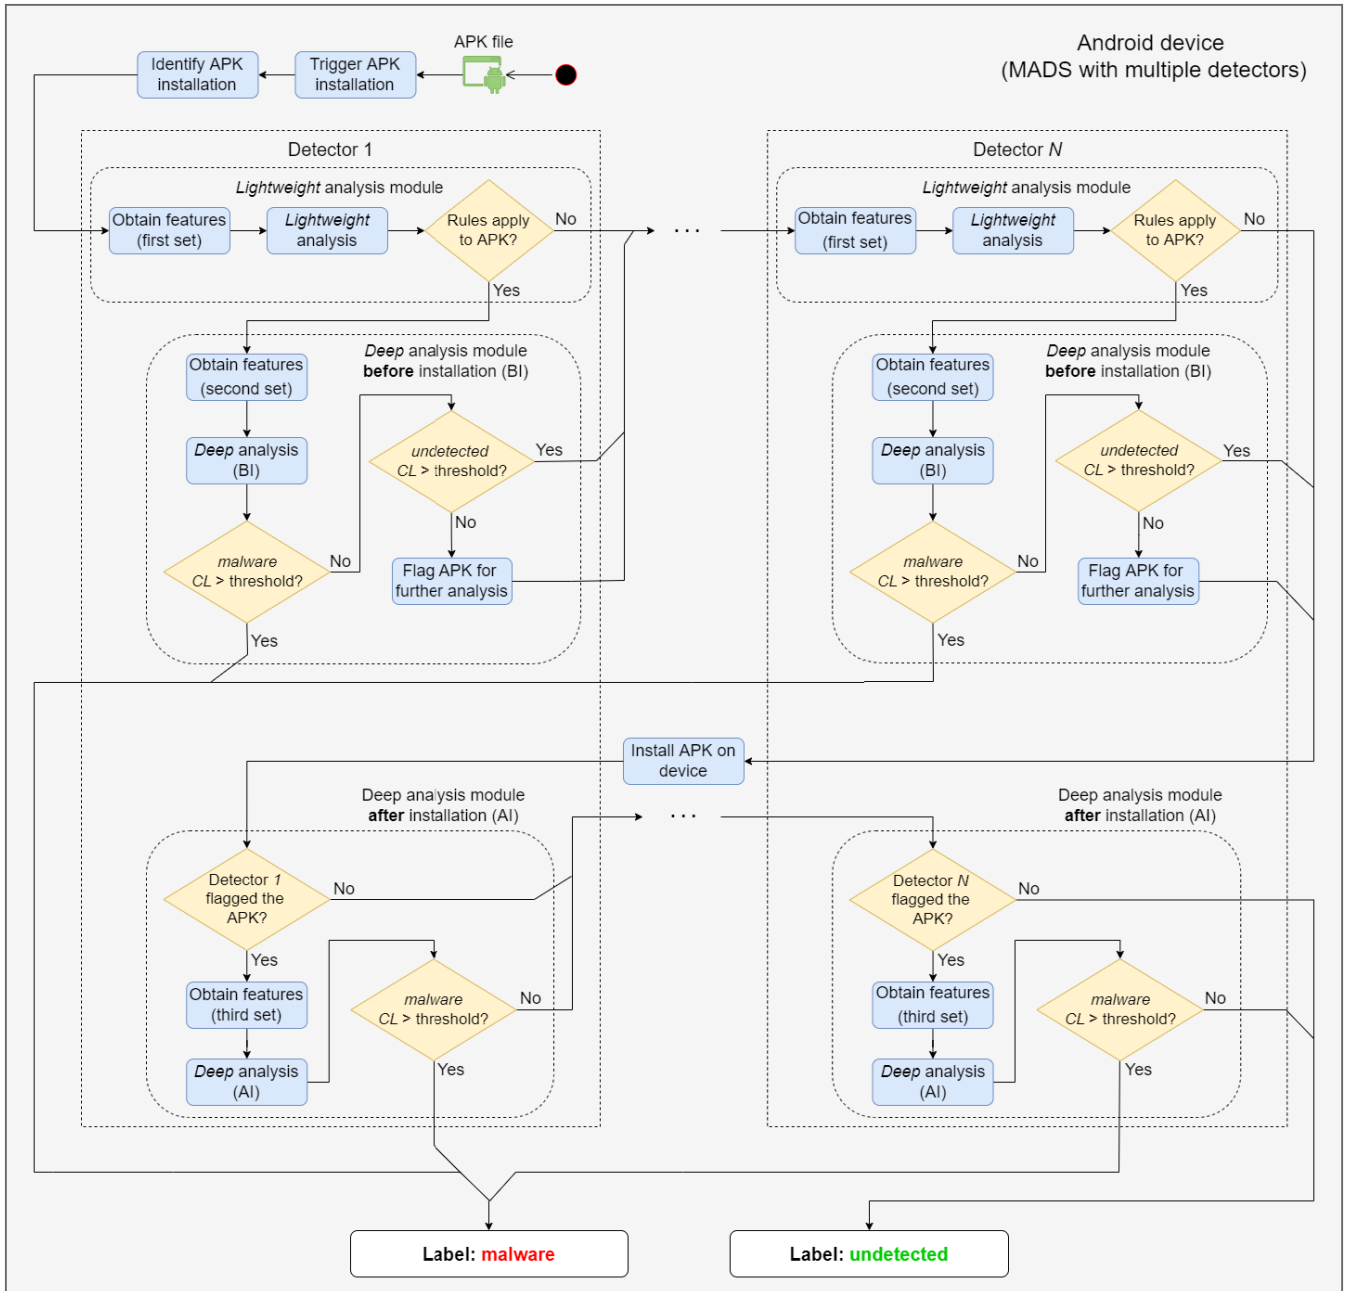 Android device
(MADS with multiple detectors)
APK file
Trigger APK
installation
Identify APK
installation
Detector 1
Lightweight analysis module
Obtain features
(first set)
Lightweight
analysis
Rules apply
to APK?
No
Yes
Deep analysis module
before installation (BI)
Obtain features
(second set)
Deep analysis
(BI)
malware
CL > threshold?
No
Yes
undetected
CL > threshold?
Yes
No
Flag APK for
further analysis
. . .
Detector N
Lightweight analysis module
Obtain features
(first set)
Lightweight
analysis
Rules apply
to APK?
No
Yes
Deep analysis module
before installation (BI)
Obtain features
(second set)
Deep analysis
(BI)
malware
CL > threshold?
No
Yes
undetected
CL > threshold?
Yes
No
Flag APK for
further analysis
Install APK on
device
Deep analysis module
after installation (AI)
Detector 1
flagged the
APK?
No
Yes
Obtain features
(third set)
Deep analysis
(AI)
malware
CL > threshold?
No
Yes
. . .
Deep analysis module
after installation (AI)
Detector N
flagged the
APK?
No
Yes
Obtain features
(third set)
Deep analysis
(AI)
malware
CL > threshold?
No
Yes
Label: malware
Label: undetected